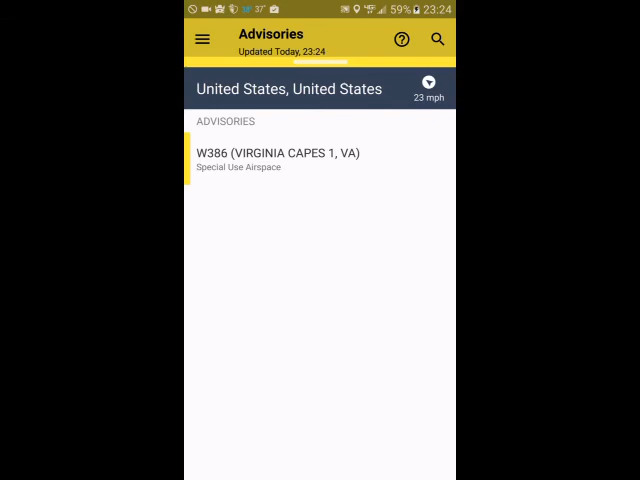 37° 59% 23:24
Advisories
Updated Today, 23:24
United States, United States
23 mph
ADVISORIES
W386 (VIRGINIA CAPES 1, VA)
Special Use Airspace